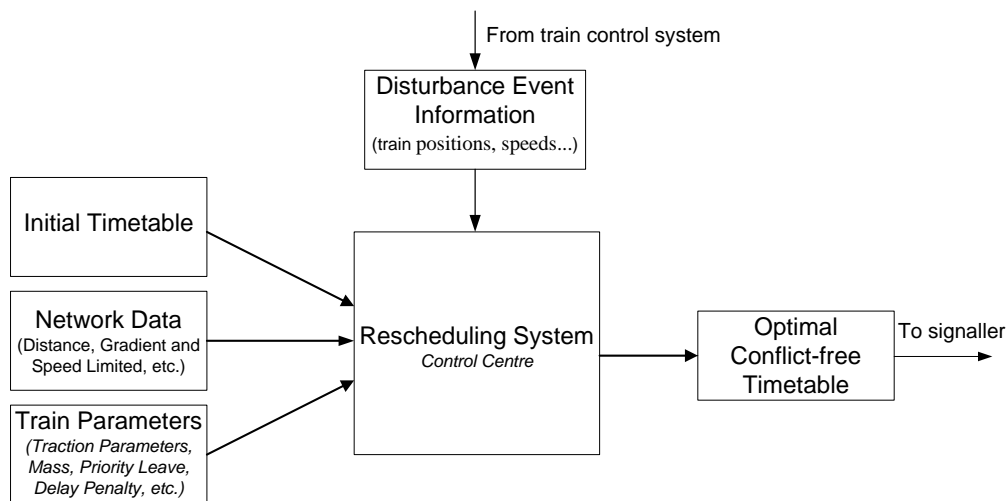 From train control system
Disturbance Event
Information
(train positions, speeds...)
Initial Timetable
Network Data
(Distance, Gradient and
Speed Limited, etc.)
Train Parameters
(Traction Parameters,
Mass, Priority Leave,
Delay Penalty, etc.)
Rescheduling System
Control Centre
Optimal
Conflict-free
Timetable
To signaller